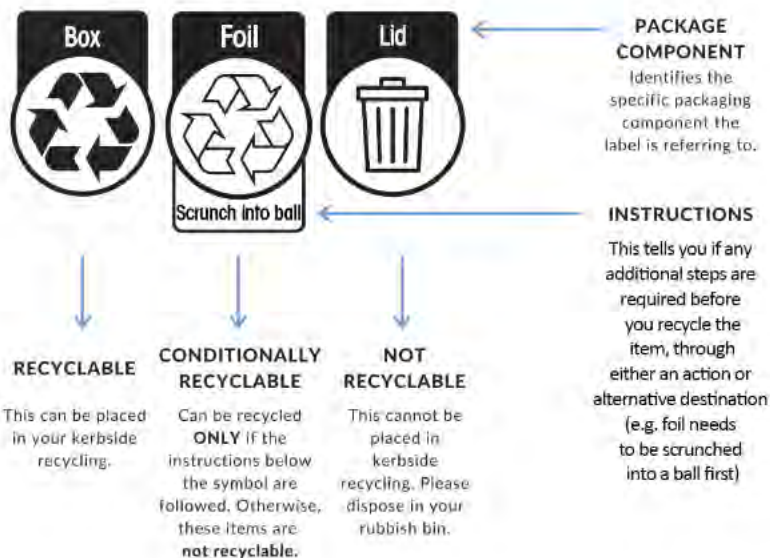 Box
Foil
Lid
Scrunch into ball
PACKAGE
COMPONENT
Identifies the
specific packaging
component the
label is referring to.
INSTRUCTIONS
This tells you if any
additional steps are
required before
you recycle the
item, through
either an action or
alternative destination
(e.g. foil needs
to be scrunched
into a ball first)
RECYCLABLE
This can be placed
in your kerbside
recycling.
CONDITIONALLY
RECYCLABLE
Can be recycled
ONLY if the
instructions below
the symbol are
followed. Otherwise,
these items are
not recyclable.
NOT
RECYCLABLE
This cannot be
placed in
kerbside
recycling. Please
dispose in your
rubbish bin.